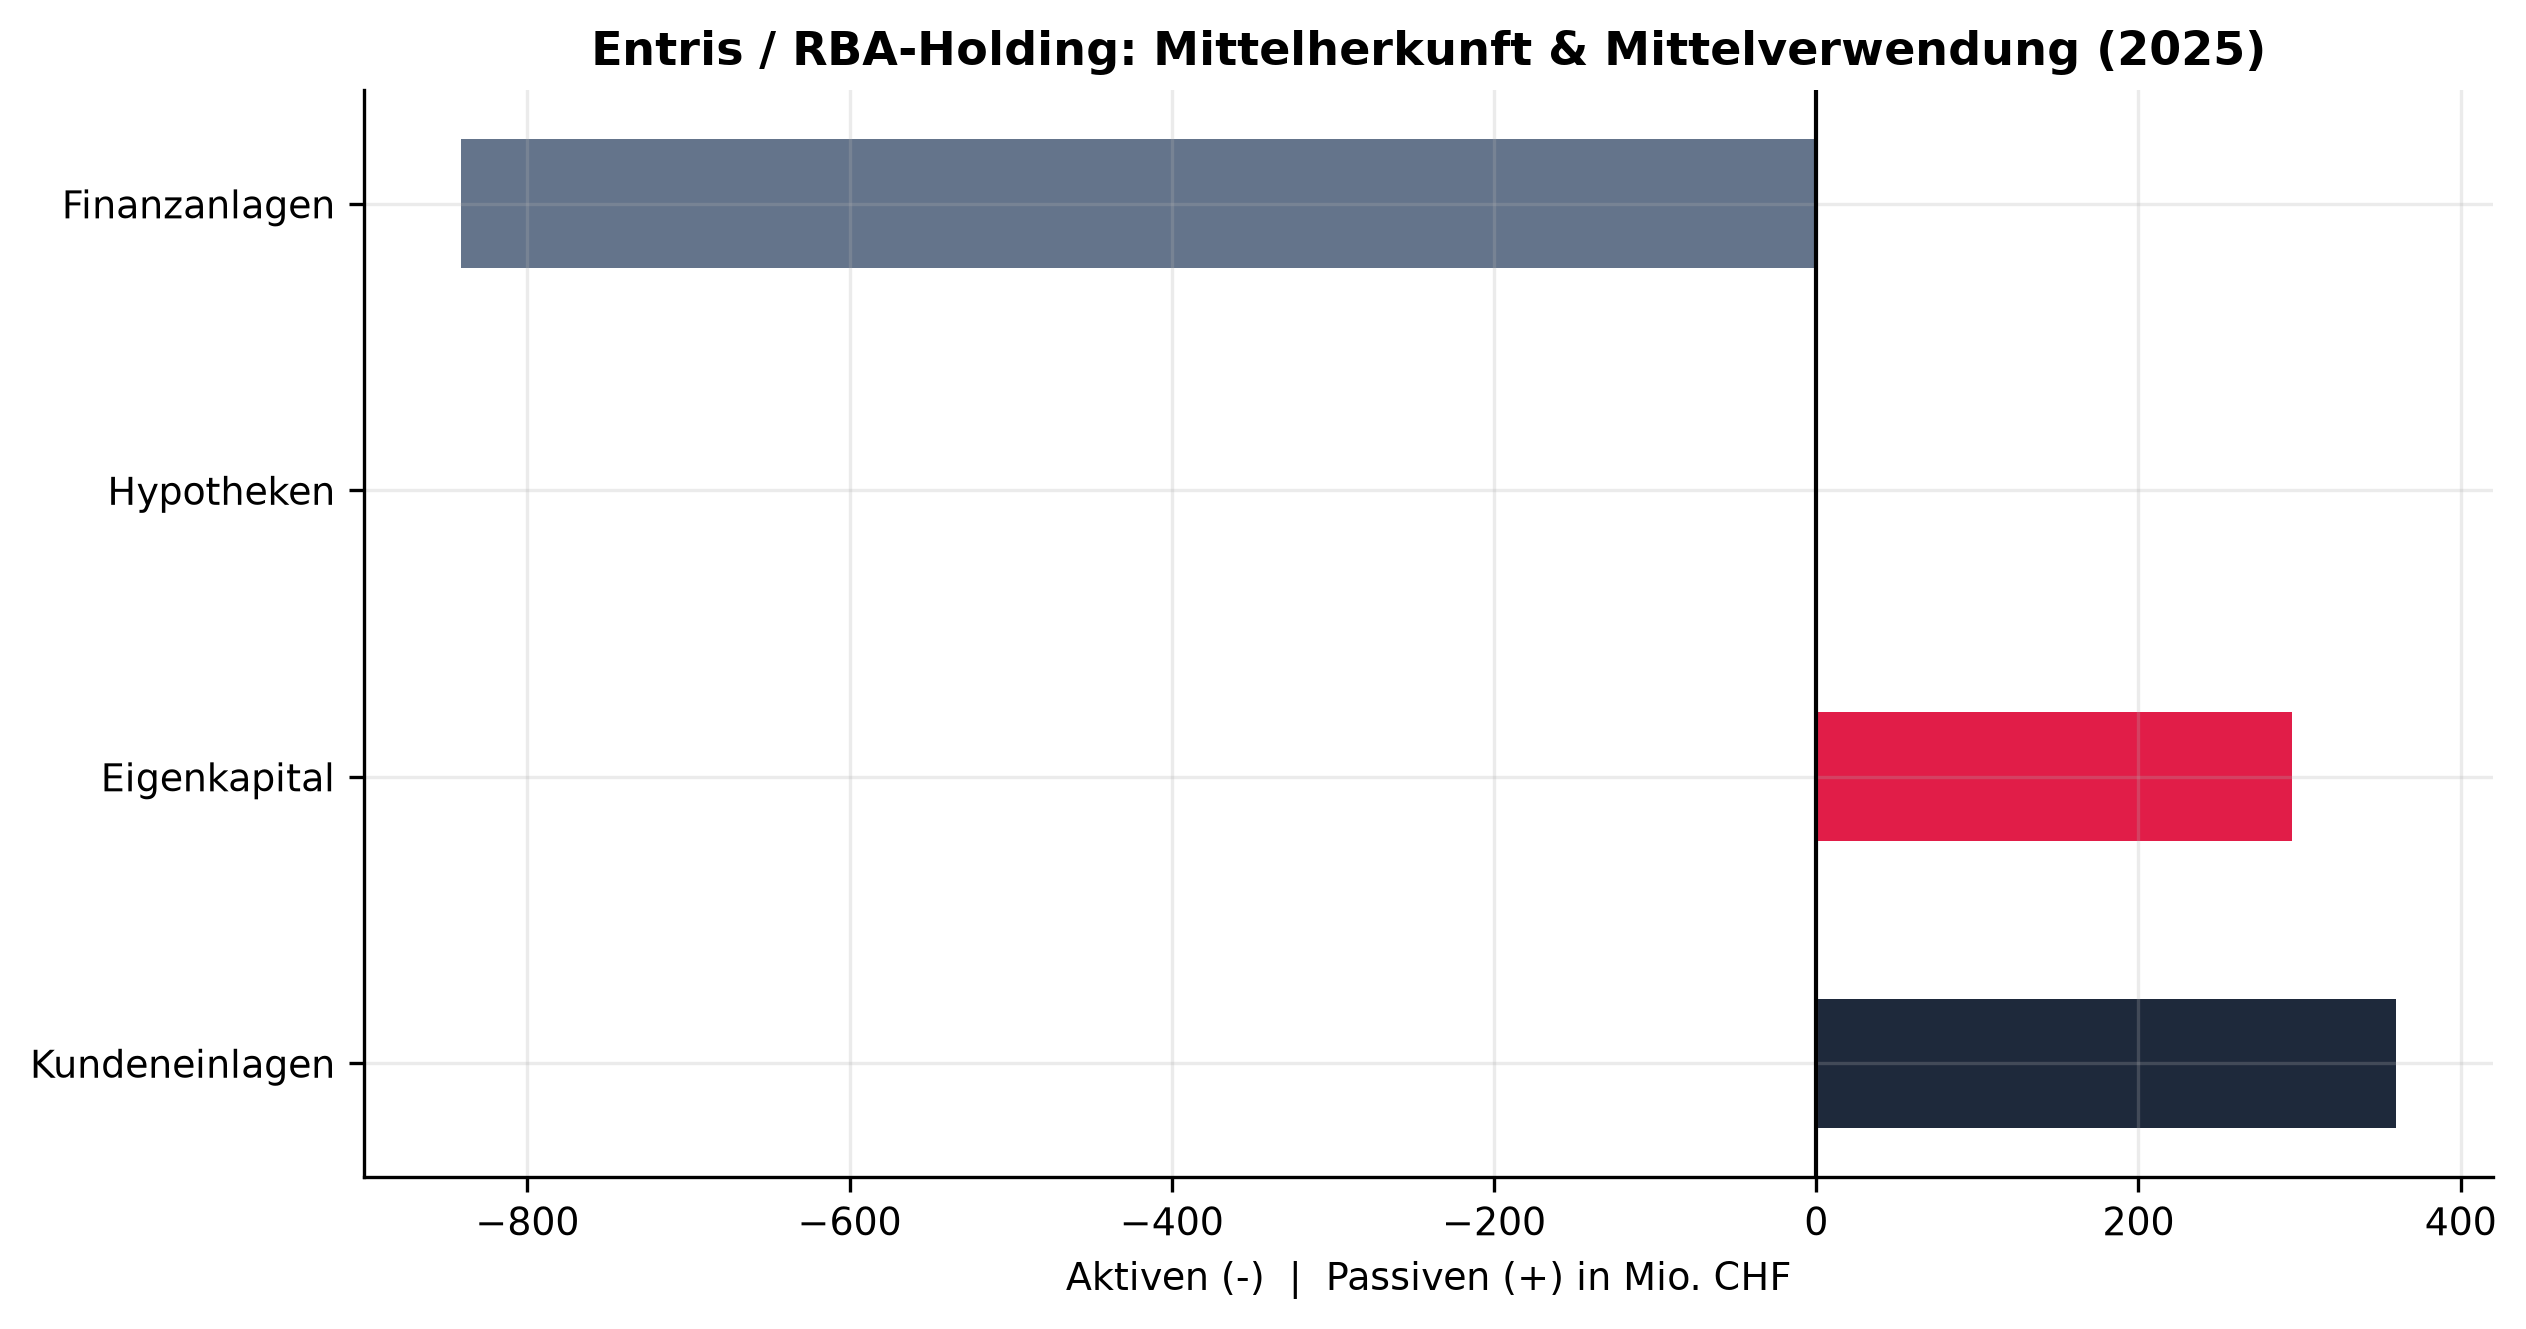 Entris / RBA-Holding: Mittelherkunft & Mittelverwendung (2025)
Finanzanlagen
Hypotheken
Eigenkapital
Kundeneinlagen
−800 −600 −400 −200 0 200 400
Aktiven (-) | Passiven (+) in Mio. CHF